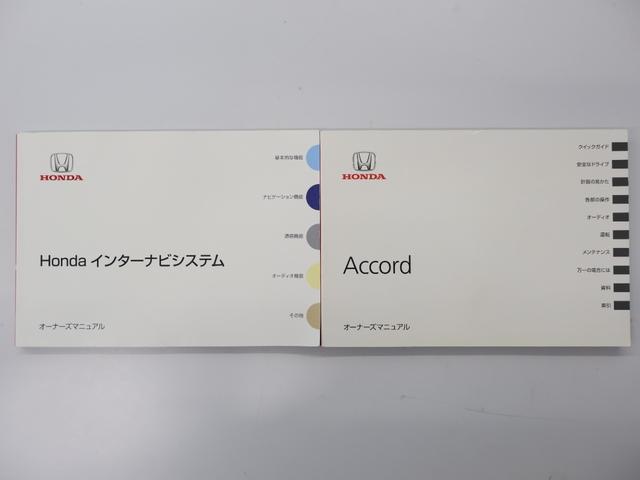 HONDA
基本的な機能
ナビゲーション機能
通信機能
Honda インターナビシステム
オーディオ機能
その他
オーナーズマニュアル
HONDA
クイックガイド
安全なドライブ
計器の見かた
各部の操作
オーディオ
運転
Accord
メンテナンス
万一の場合には
資料
索引
オーナーズマニュアル